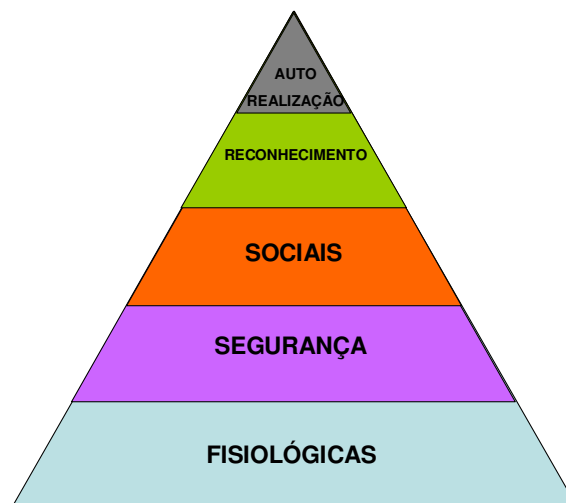 AUTO
REALIZAÇÃO
RECONHECIMENTO
SOCIAIS
SEGURANÇA
FISIOLÓGICAS